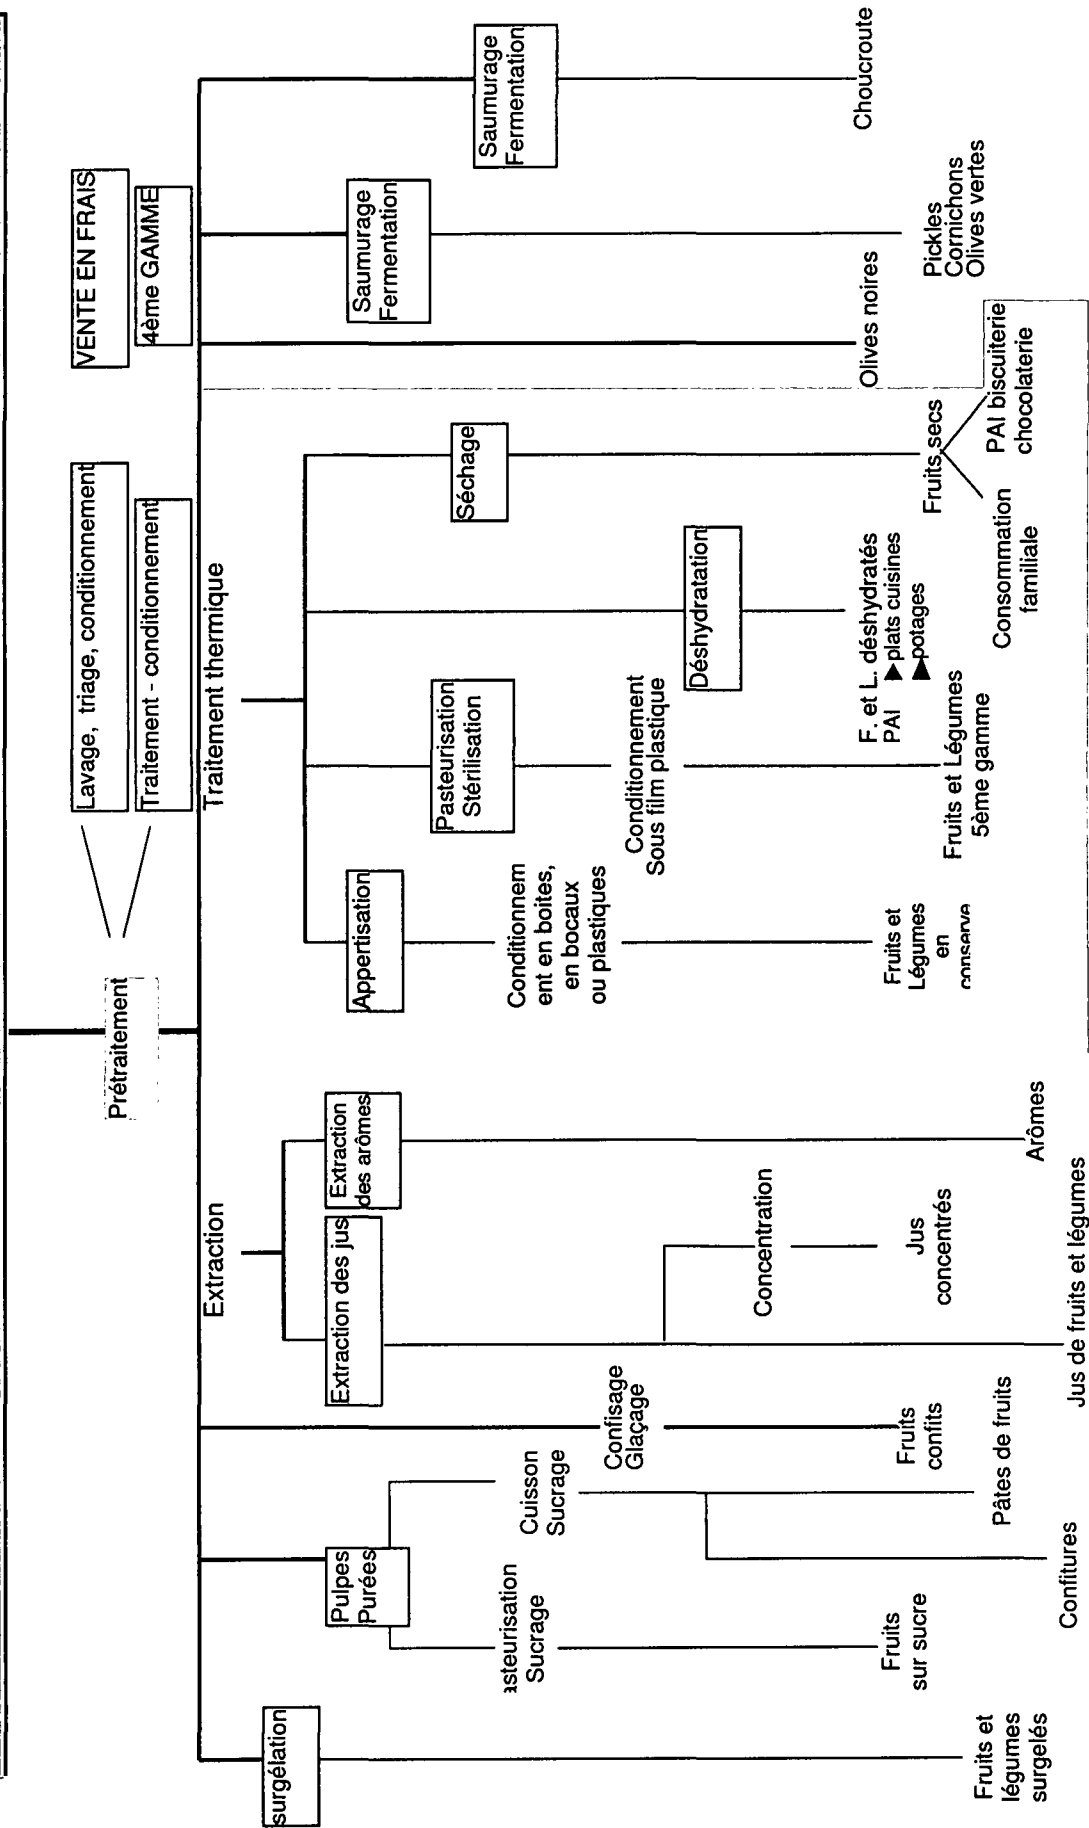 Prétraitement
Lavage, triage, conditionnement
VENTE EN FRAIS
Traitement - conditionnement
4ème GAMME
Extraction
Traitement thermique
surgélation
Fruits et
légumes
surgelés
Pulpes
Purées
asteurisation
Sucrage
Fruits
sur sucre
Cuisson
Sucrage
Confitures
Pâtes de fruits
Confisage
Glaçage
Fruits
confits
Extraction des jus
Concentration
Jus
concentrés
Jus de fruits et légumes
Extraction
des arômes
Arômes
Appertisation
Conditionnem
ent en boites,
en bocaux
ou plastiques
Fruits et
Légumes
en
conserve
Pasteurisation
Stérilisation
Conditionnement
Sous film plastique
Fruits et Légumes
5ème gamme
Déshydratation
F. et L. déshydratés
PAI ▶plats cuisines
▶potages
Séchage
Fruits secs
Consommation
familiale
PAI biscuiterie
chocolaterie
Olives noires
Saumurage
Fermentation
Pickles
Cornichons
Olives vertes
Saumurage
Fermentation
Choucroute